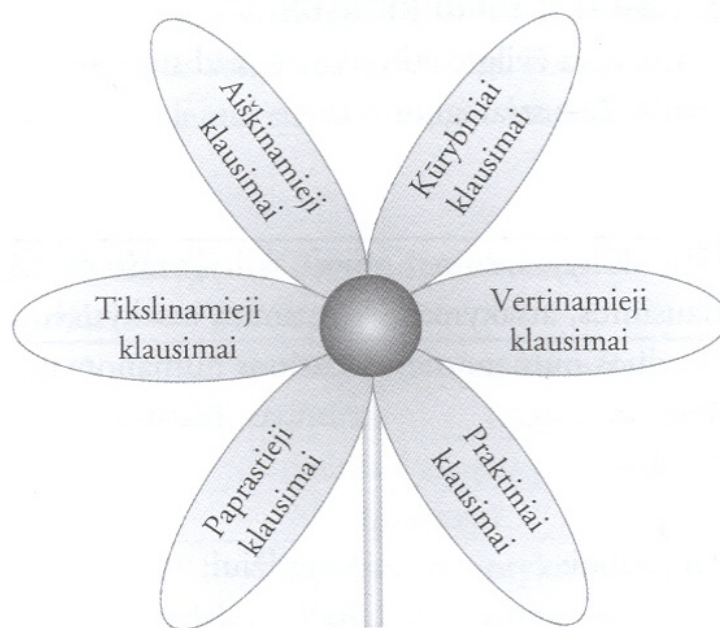 Aiškinamieji
klausimai
Kūrybiniai
klausimai
Tikslinamieji
klausimai
Vertinamieji
klausimai
Paprastieji
klausimai
Praktiniai
klausimai